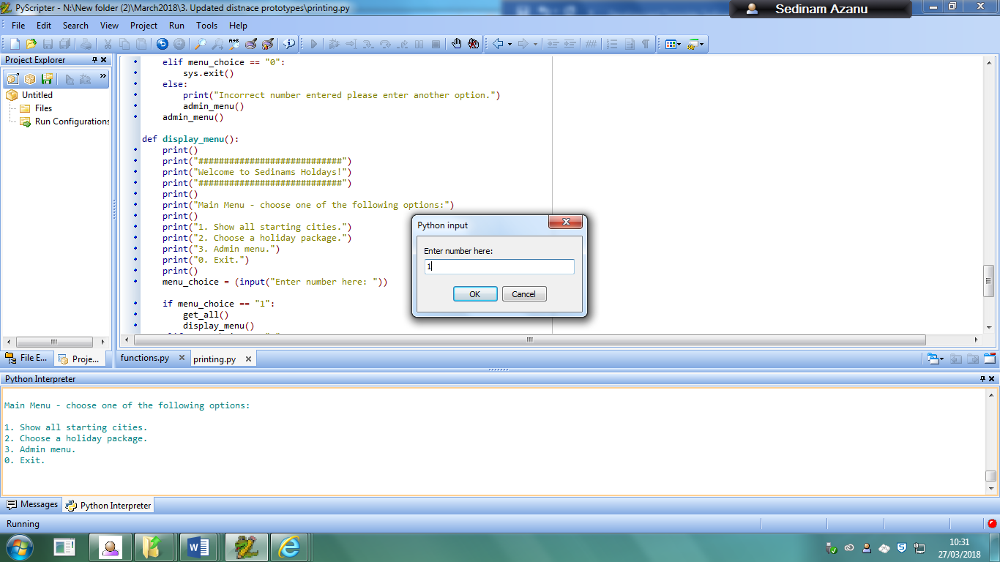 PyScripter - N:\New folder (2)\March2018\3. Updated distnace prototypes\printing.py
Sedinam Azanu
File Edit Search View Project Run Tools Help
Project Explorer
Untitled
Files
Run Configurations
elif menu_choice == "0":
sys.exit()
else:
print("Incorrect number entered please enter another option.")
admin_menu()
admin_menu()
def display_menu():
print()
print("############################")
print("Welcome to Sedinams Holdays!")
print("############################")
print()
print("Main Menu - choose one of the following options:")
print()
print("1. Show all starting cities.")
print("2. Choose a holiday package.")
print("3. Admin menu.")
print("0. Exit.")
print()
menu_choice = (input("Enter number here: "))
if menu_choice == "1":
get_all()
display_menu()
Python input
Enter number here:
1
OK Cancel
File E... Proje...
functions.py printing.py
Python Interpreter
Main Menu - choose one of the following options:
1. Show all starting cities.
2. Choose a holiday package.
3. Admin menu.
0. Exit.
Messages Python Interpreter
Running
10:31
27/03/2018